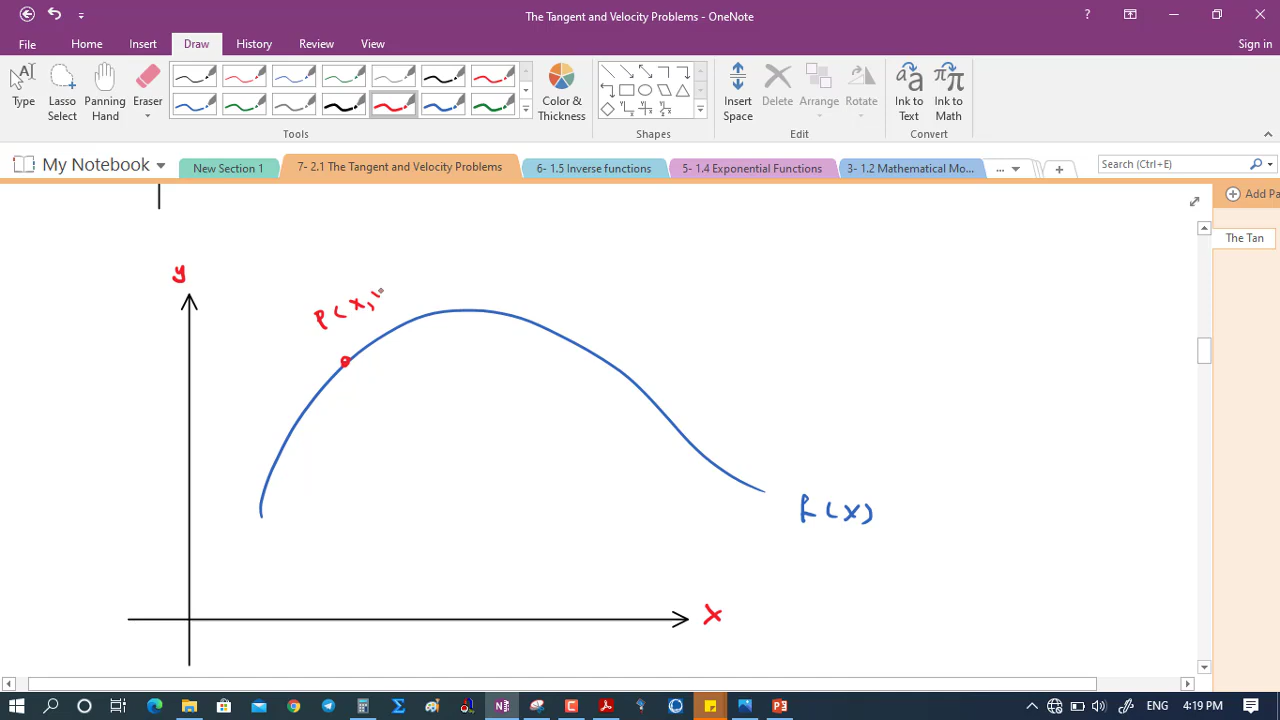 The Tangent and Velocity Problems - OneNote
File Home Insert Draw History Review View Sign in
Type Lasso Select Panning Hand Eraser Color & Thickness Insert Space Delete Arrange Rotate Ink to Text Ink to Math
Tools Shapes Edit Convert
My Notebook New Section 1 7- 2.1 The Tangent and Velocity Problems 6- 1.5 Inverse functions 5- 1.4 Exponential Functions 3- 1.2 Mathematical Mo... ... Search (Ctrl+E)
Add Pa
The Tan
y
P(x,
f(x)
x
ENG 4:19 PM